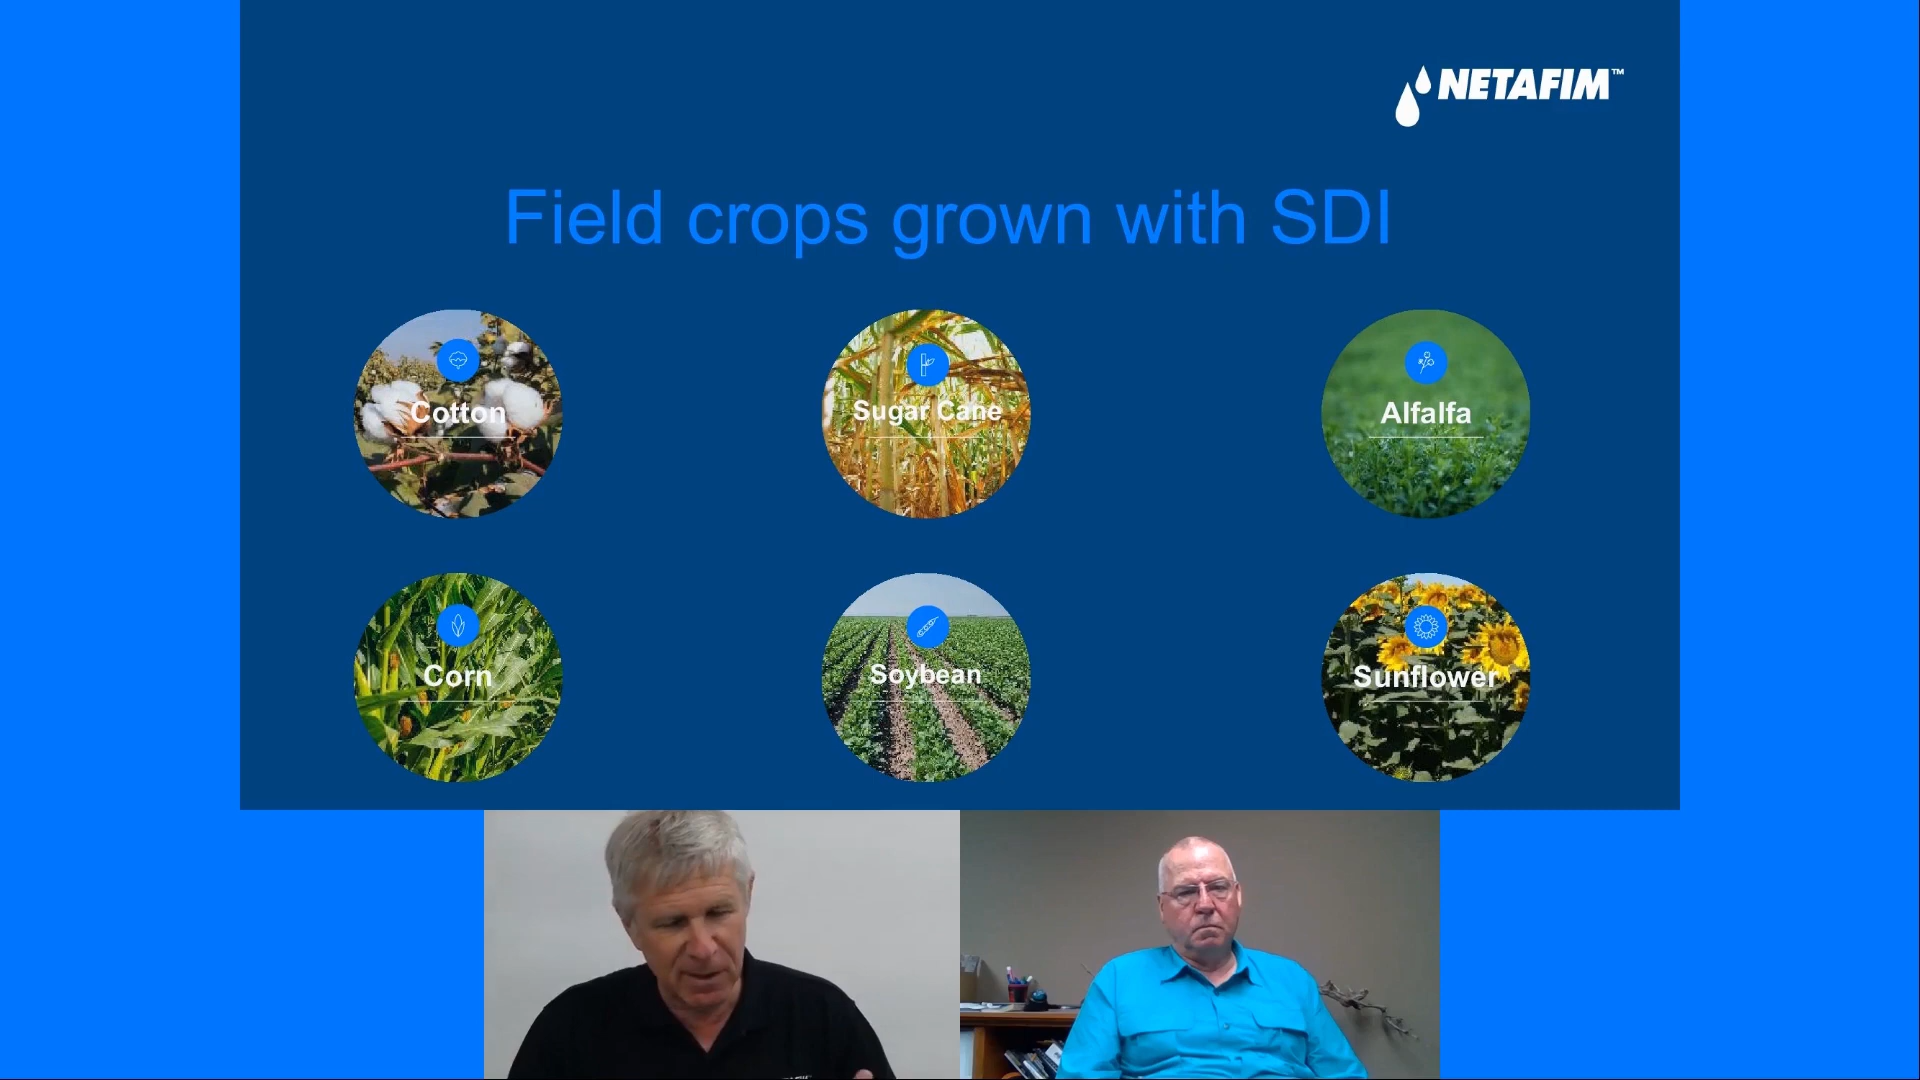 NETAFIM™
Field crops grown with SDI
Cotton
Sugar Cane
Alfalfa
Corn
Soybean
Sunflower